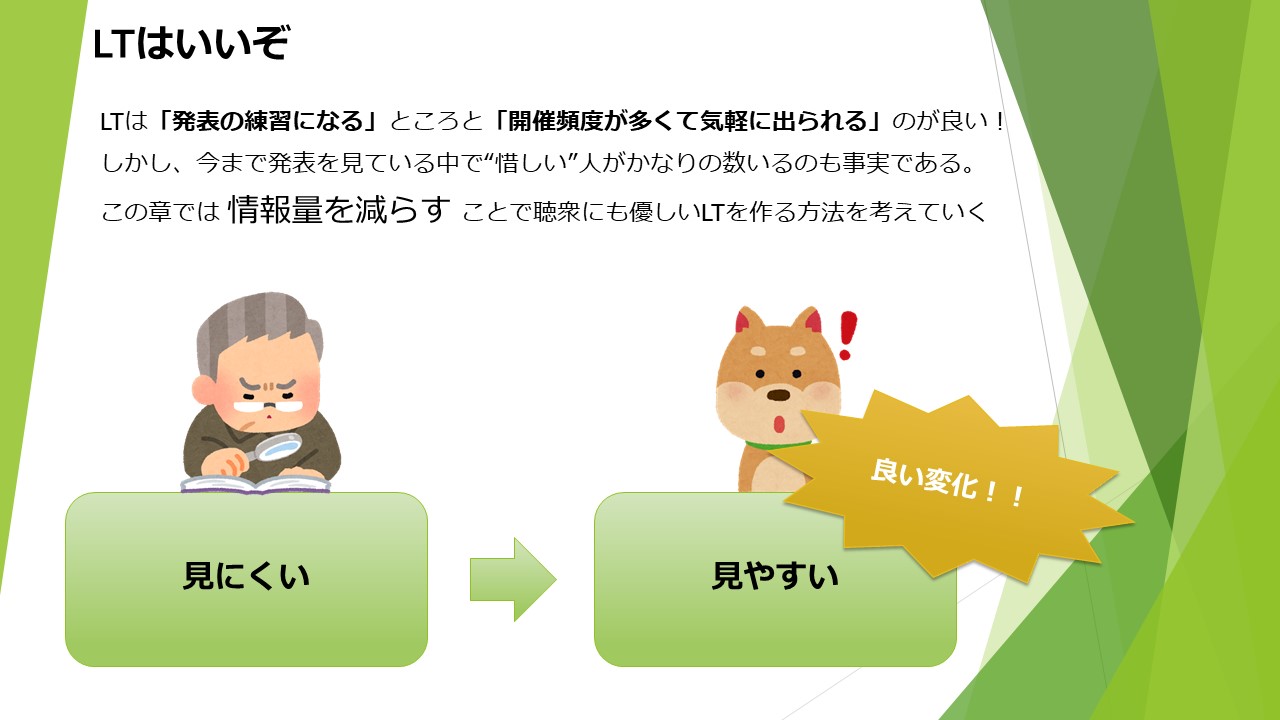 LTはいいぞ
LTは「発表の練習になる」ところと「開催頻度が多くて気軽に出られる」のが良い！
しかし、今まで発表を見ている中で“惜しい”人がかなりの数いるのも事実である。
この章では 情報量を減らす ことで聴衆にも優しいLTを作る方法を考えていく
良い変化！！
見にくい
見やすい